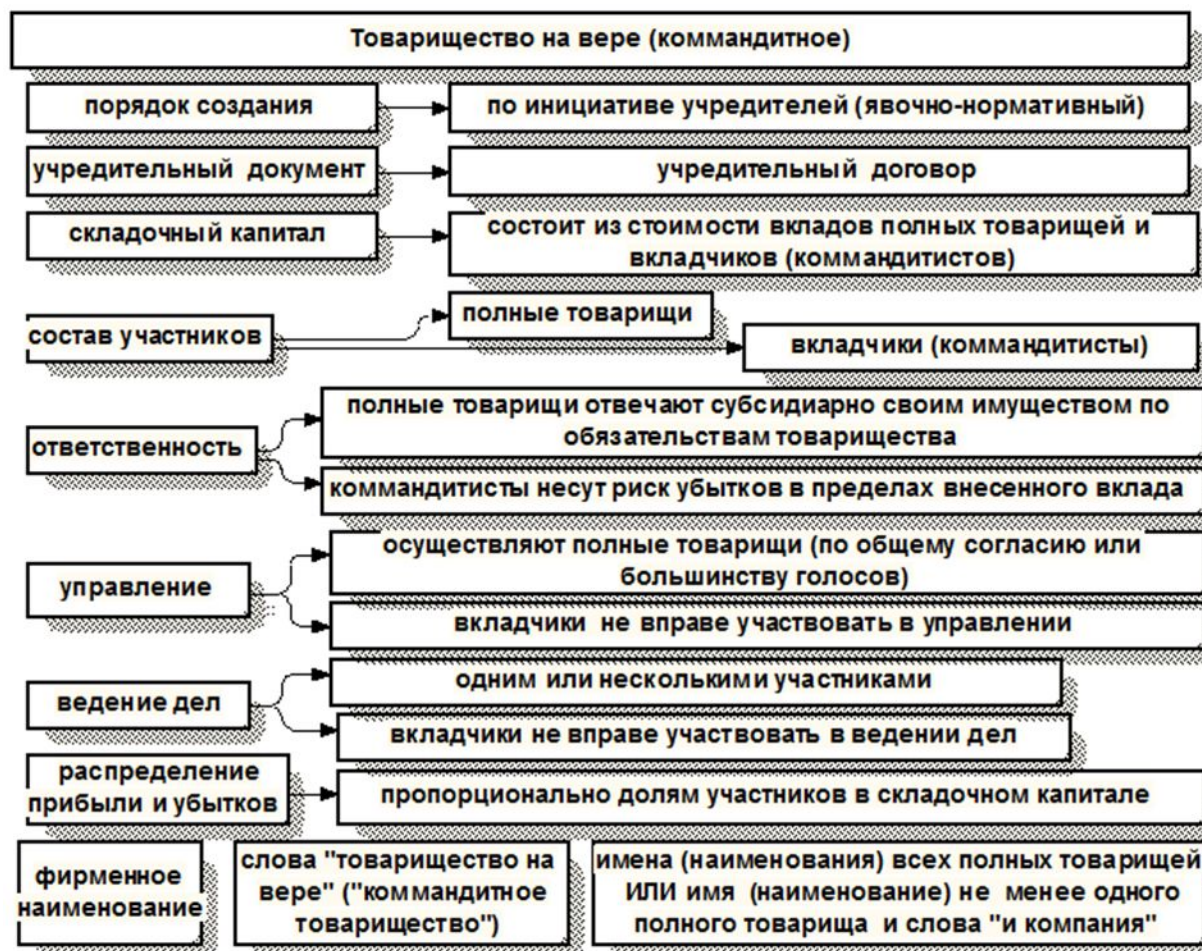 Товарищество на вере (коммандитное)
порядок создания
по инициативе учредителей (явочно-нормативный)
учредительный документ
учредительный договор
складочный капитал
состоит из стоимости вкладов полных товарищей и
вкладчиков (коммандитистов)
состав участников
полные товарищи
вкладчики (коммандитисты)
ответственность
полные товарищи отвечают субсидиарно своим имуществом по
обязательствам товарищества
коммандитисты несут риск убытков в пределах внесенного вклада
управление
осуществляют полные товарищи (по общему согласию или
большинству голосов)
вкладчики не вправе участвовать в управлении
ведение дел
одним или несколькими участниками
вкладчики не вправе участвовать в ведении дел
распределение
прибыли и убытков
пропорционально долям участников в складочном капитале
фирменное
наименование
слова "товарищество на
вере" ("коммандитное
товарищество")
имена (наименования) всех полных товарищей
ИЛИ имя (наименование) не менее одного
полного товарища и слова "и компания"